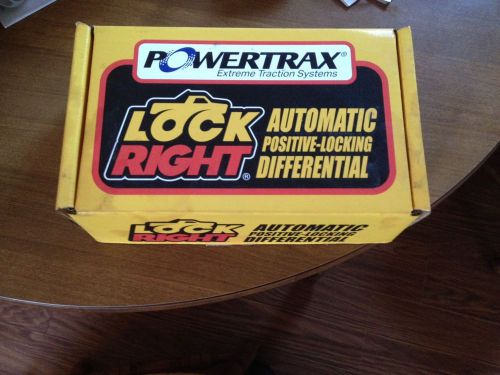 POWERTRAX®
Extreme Traction Systems
LOCK
RIGHT®
AUTOMATIC
POSITIVE-LOCKING
DIFFERENTIAL
LOCK
RIGHT
AUTOMATIC
POSITIVE-LOCKING
DIFFERENTIAL